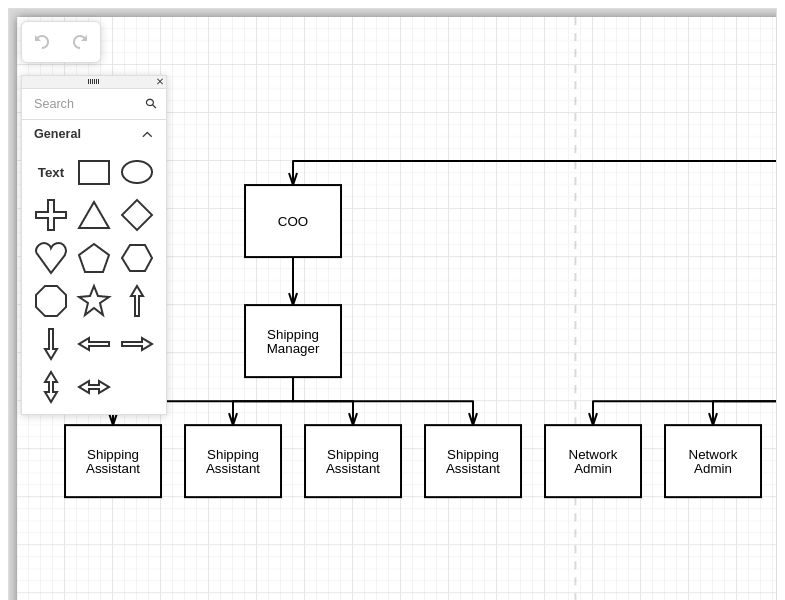 Search
General
Text
COO
Shipping
Manager
Shipping
Assistant
Shipping
Assistant
Shipping
Assistant
Shipping
Assistant
Network
Admin
Network
Admin